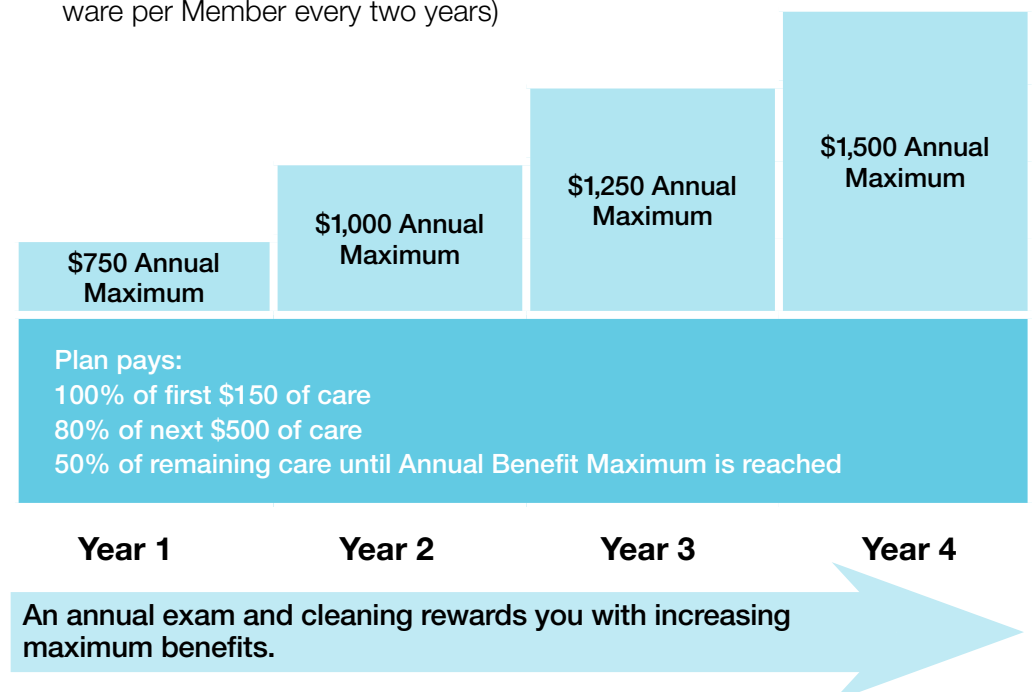 ware per Member every two years)
$750 Annual
Maximum
$1,000 Annual
Maximum
$1,250 Annual
Maximum
$1,500 Annual
Maximum
Plan pays:
100% of first $150 of care
80% of next $500 of care
50% of remaining care until Annual Benefit Maximum is reached
Year 1
Year 2
Year 3
Year 4
An annual exam and cleaning rewards you with increasing
maximum benefits.